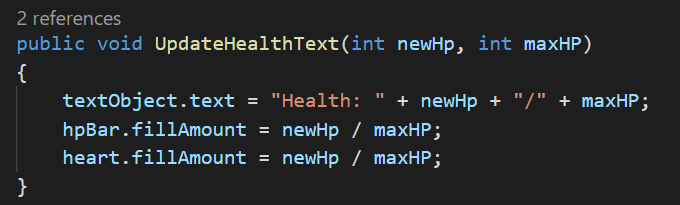 2 references
public void UpdateHealthText(int newHp, int maxHP)
{
    textObject.text = "Health: " + newHp + "/" + maxHP;
    hpBar.fillAmount = newHp / maxHP;
    heart.fillAmount = newHp / maxHP;
}